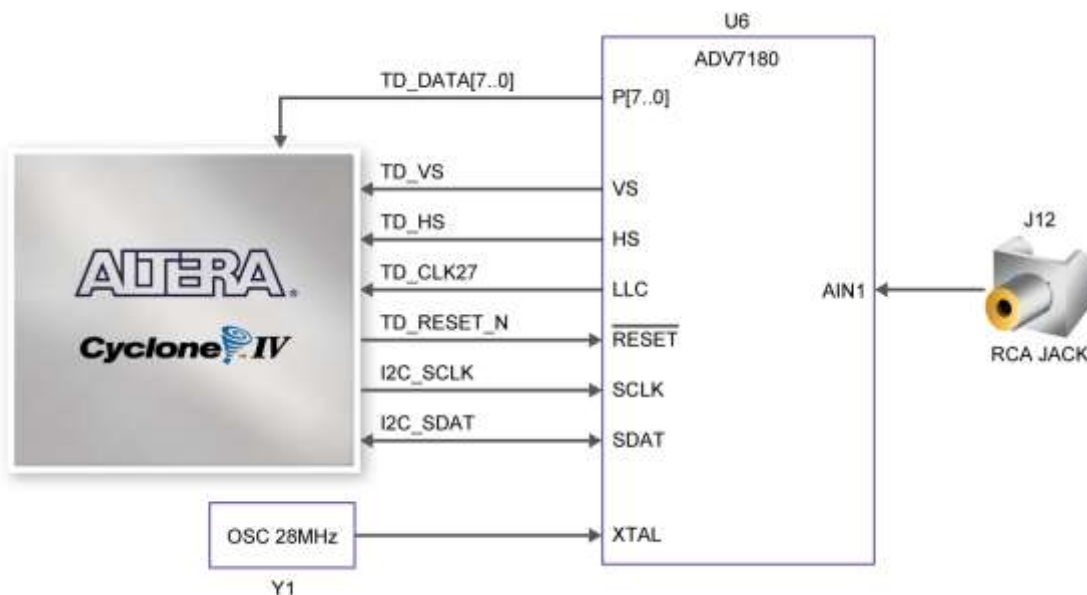 U6
ADV7180
TD_DATA[7..0]
P[7..0]
TD_VS
VS
TD_HS
HS
TD_CLK27
LLC
TD_RESET_N
RESET
I2C_SCLK
SCLK
I2C_SDAT
SDAT
AIN1
J12
RCA JACK
ALTERA®
Cyclone™ IV
OSC 28MHz
XTAL
Y1